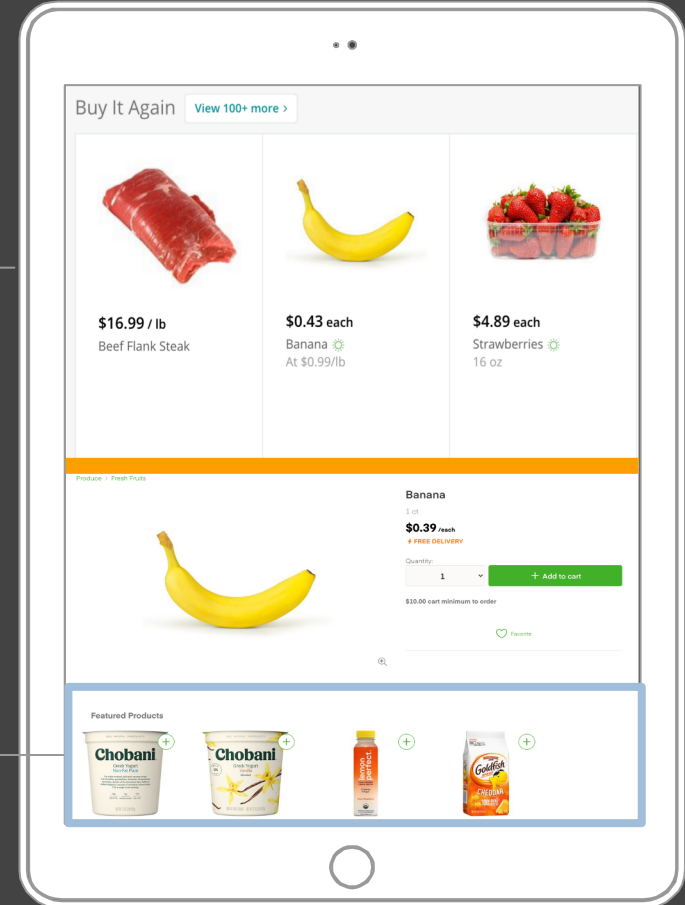 Buy It Again View 100+ more >
$16.99 / lb
Beef Flank Steak
$0.43 each
Banana
At $0.99/lb
$4.89 each
Strawberries
16 oz
Produce > Fresh Fruits
Banana
1 ct
$0.39 /each
FREE DELIVERY
Quantity:
1
+ Add to cart
$10.00 cart minimum to order
Favorite
Featured Products
Chobani
Greek Yogurt
Chobani
Greek Yogurt
Vanilla
lemon
perfect.
Goldfish
CHEDDAR